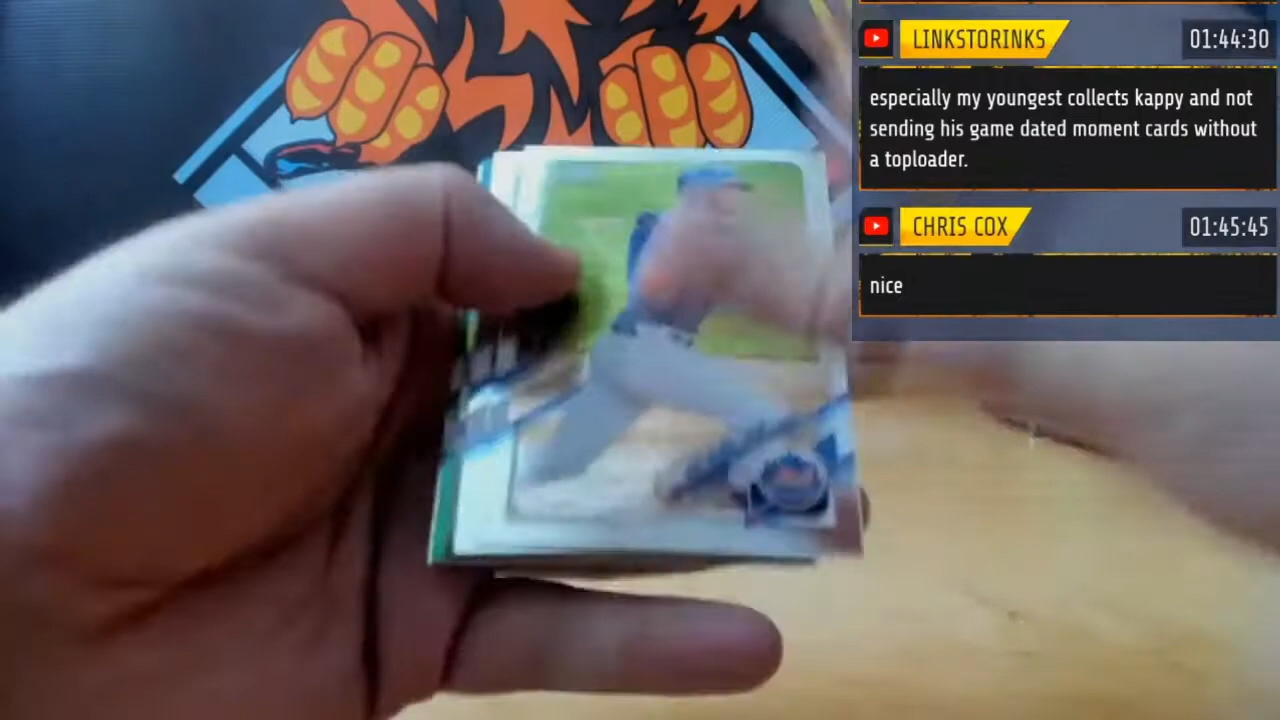 LINKSTORINKS
01:44:30
especially my youngest collects kappy and not
sending his game dated moment cards without
a toploader.
CHRIS COX
01:45:45
nice